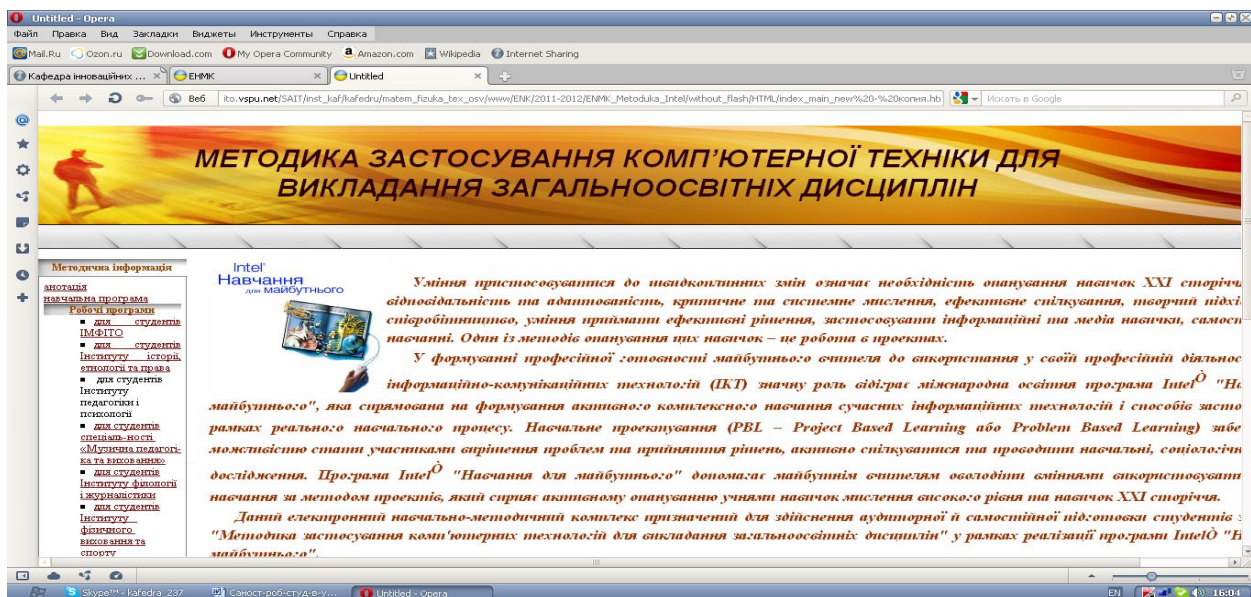 Untitled - Opera
Файл Правка Вид Закладки Виджеты Инструменты Справка
Mail.Ru Ozon.ru Download.com My Opera Community Amazon.com Wikipedia Internet Sharing
Кафедра інноваційних ... ЕНМК Untitled
Веб ito.vspu.net/SAIT/inst_kaf/kafedru/matem_fizuka_tex_osv/www/ENK/2011-2012/ENMK_Metoduka_Intel/without_flash/HTML/index_main_new%20-%20копия.ht Искать в Google
МЕТОДИКА ЗАСТОСУВАННЯ КОМП'ЮТЕРНОЇ ТЕХНІКИ ДЛЯ
ВИКЛАДАННЯ ЗАГАЛЬНООСВІТНІХ ДИСЦИПЛІН
Методична інформація
анотація
навчальна програма
Робочі програми
для студентів
ІМФІТО
для студентів
Інституту історії,
етнології та права
для студентів
Інституту
педагогіки і
психології
для студентів
спеціаль-ності
«Музична педагогі-
ка та виховання»
для студентів
Інституту філології
і журналістики
для студентів
Інституту
фізичного
виховання та
спорту
Intel
Навчання
для майбутнього
Уміння пристосовуватися до швидкоплинних змін означає необхідність опанування навичок ХХІ сторічч
відповідальність та адаптованість, критичне та системне мислення, ефективне спілкування, творчий підхі
співробітництво, уміння приймати ефективні рішення, застосовувати інформаційні та медіа навички, самост
навчанні. Один із методів опанування цих навичок – це робота в проектах.
У формуванні професійної готовності майбутнього вчителя до використання у своїй професійній діяльнос
інформаційно-комунікаційних технологій (ІКТ) значну роль відіграє міжнародна освітня програма IntelÒ "На
майбутнього", яка спрямована на формування активного комплексного навчання сучасних інформаційних технологій і способів засто
рамках реального навчального процесу. Навчальне проектування (PBL – Project Based Learning або Problem Based Learning) забе
можливістю стати учасниками вирішення проблем та прийняття рішень, активно спілкуватися та проводити навчальні, соціологічн
дослідження. Програма IntelÒ "Навчання для майбутнього" допомагає майбутнім вчителям оволодіти вміннями використовувати
навчання за методом проектів, який сприяє активному опануванню учнями навичок мислення високого рівня та навичок ХХІ сторіччя.
Даний електронний навчально-методичний комплекс призначений для здійснення аудиторної й самостійної підготовки студентів з
"Методика застосування комп'ютерних технологій для викладання загальноосвітніх дисциплін" у рамках реалізації програми IntelÒ "Н
майбутнього".
Skype™ - kafedra_237 Самост-роб-студ-в-у... Untitled - Opera EN 16:04